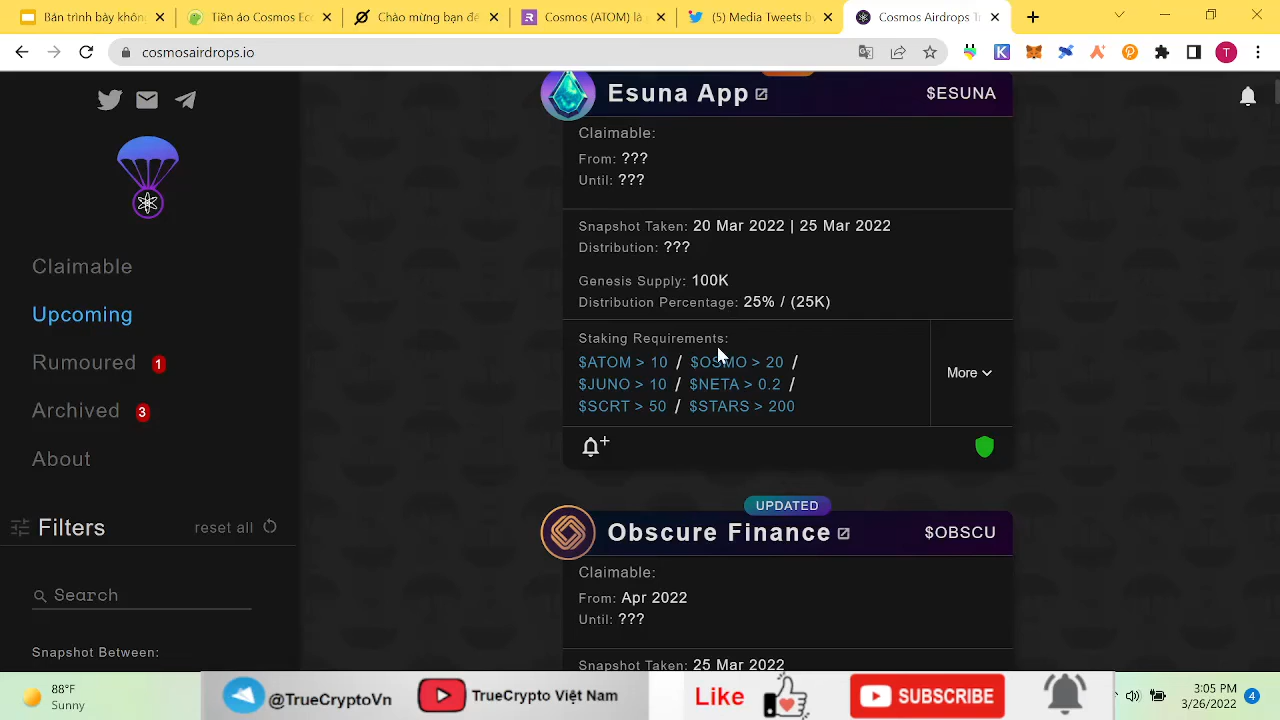 Bán trình bày khôn
Tiền ảo Cosmos Ecc
Chào mừng bạn đế
Cosmos (ATOM) là
(5) Sedia Tweets b
Cosmos Airdrops T
cosmosairdrops.io
T
Esuna App
$ESUNA
Claimable:
From: ???
Until: ???
Snapshot Taken: 20 Mar 2022 | 25 Mar 2022
Distribution: ???
Genesis Supply: 100K
Distribution Percentage: 25% / (25K)
Staking Requirements:
$ATOM > 10 / $OSMO > 20 /
$JUNO > 10 / $NETA > 0.2 /
$SCRT > 50 / $STARS > 200
More
Claimable
Upcoming
Rumoured 1
Archived 3
About
Filters
reset all
Search
Snapshot Between:
UPDATED
Obscure Finance
$OBSCU
Claimable:
From: Apr 2022
Until: ???
Snapshot Taken: 25 Mar 2022
88°F
Sunny
@TrueCryptoVn
TrueCrypto Việt Nam
Like
SUBSCRIBE
3:05 PM
3/26/2022
4